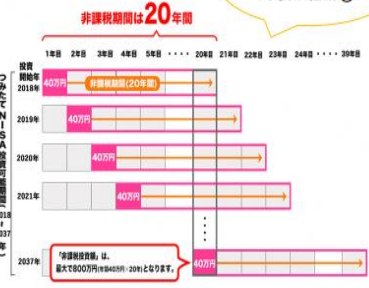 非課税期間は20年間
1年目 2年目 3年目 4年目 5年目 ・・・・ 20年目 21年目 22年目 23年目 24年目 ・・・・ 39年目
投資
開始年
つみたてNISA投資可能期間(2018~2037年)
2018年 40万円 非課税期間(20年間)
2019年 40万円
2020年 40万円
2021年 40万円
2037年 40万円
「非課税投資額」は、
最大で800万円(年間40万円×20年)となります。